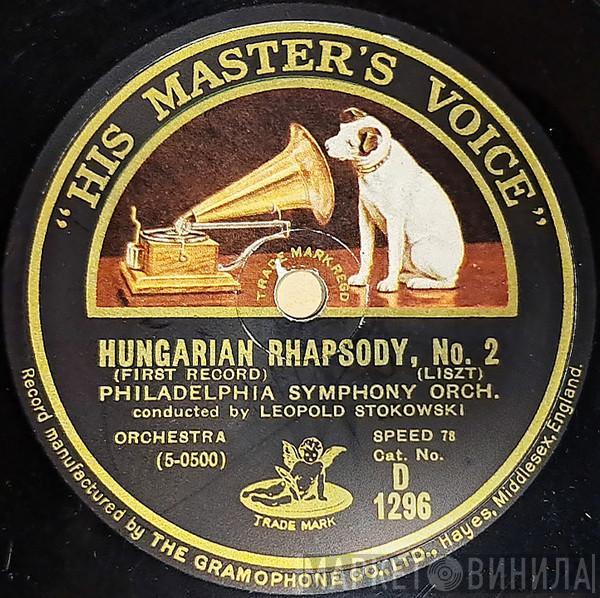 "HIS MASTER'S VOICE"
TRADE MARK REGD
HUNGARIAN RHAPSODY, No. 2
(FIRST RECORD) (LISZT)
PHILADELPHIA SYMPHONY ORCH.
conducted by LEOPOLD STOKOWSKI
ORCHESTRA SPEED 78
(5-0500) Cat. No.
D
1296
TRADE MARK
Record manufactured by THE GRAMOPHONE CO., LTD., Hayes, Middlesex, England.
МАРКЕТ ВИНИЛА